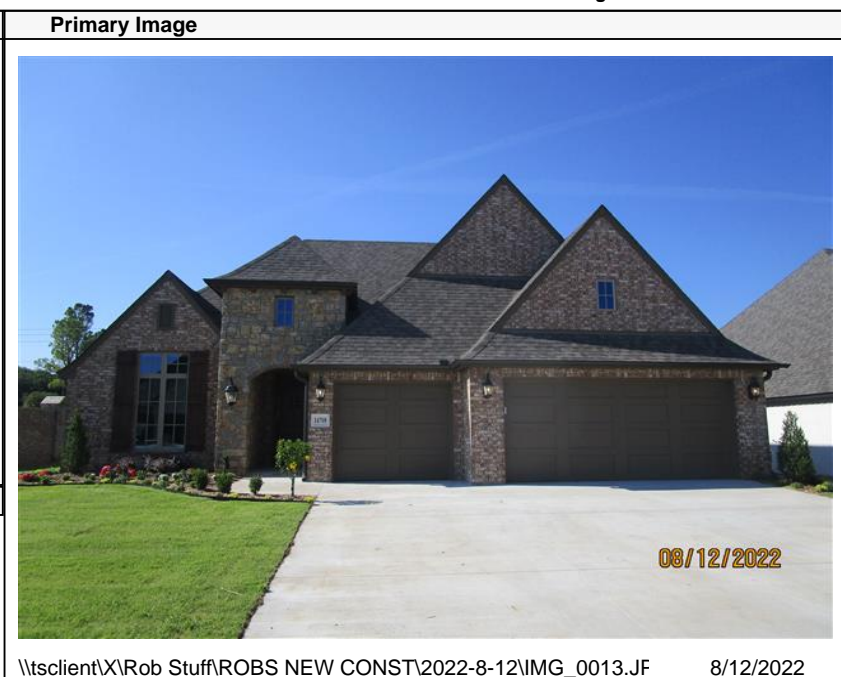 Primary Image
08/12/2022
\\tsclient\X\Rob Stuff\ROBS NEW CONST\2022-8-12\IMG_0013.JF 8/12/2022